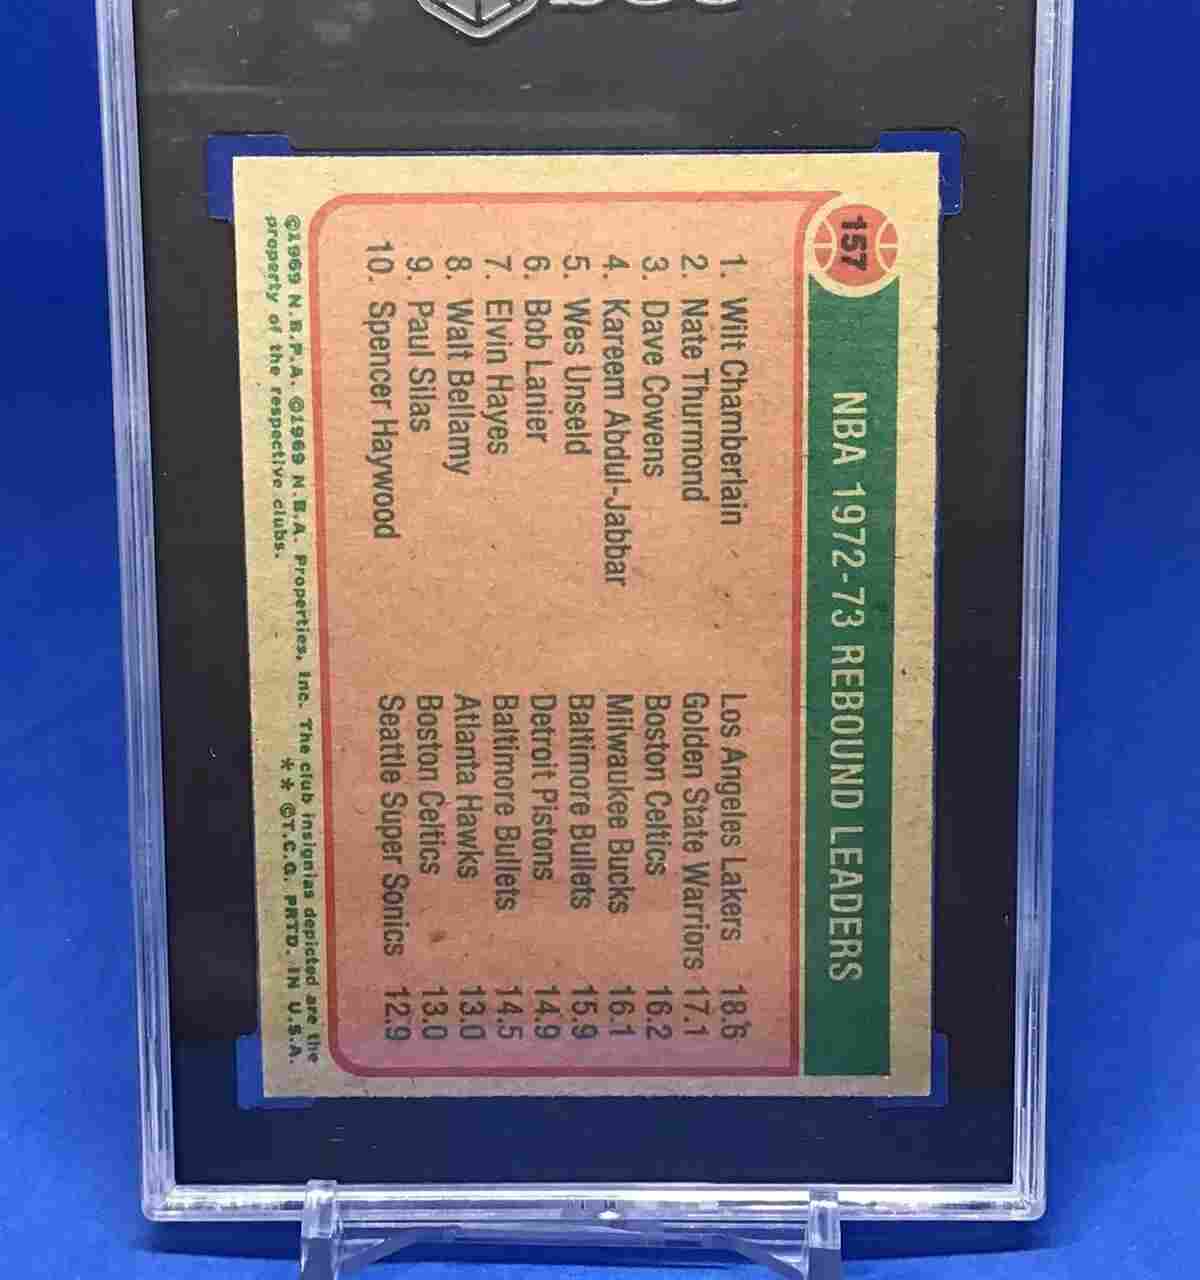 157
NBA 1972-73 REBOUND LEADERS
1. Wilt Chamberlain Los Angeles Lakers 18.6
2. Nate Thurmond Golden State Warriors 17.1
3. Dave Cowens Boston Celtics 16.2
4. Kareem Abdul-Jabbar Milwaukee Bucks 16.1
5. Wes Unseld Baltimore Bullets 15.9
6. Bob Lanier Detroit Pistons 14.9
7. Elvin Hayes Baltimore Bullets 14.5
8. Walt Bellamy Atlanta Hawks 13.0
9. Paul Silas Boston Celtics 13.0
10. Spencer Haywood Seattle Super Sonics 12.9
©1969 N.B.P.A. ©1969 N.B.A. Properties, Inc. The club insignias depicted are the
property of the respective clubs. ** ©T.C.G. PRTD. IN U.S.A.